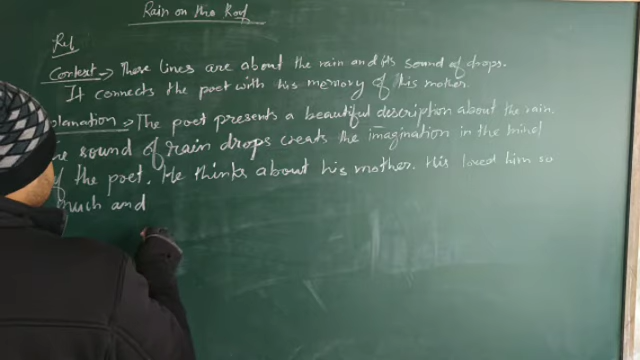 Rain on the Roof
Ref
Context → These lines are about the rain and its sound of drops.
It connects the poet with his memory of his mother.
planation → The poet presents a beautiful description about the rain.
sound of rain drops creats the imagination in the mind
the poet. He thinks about his mother. His loved him so
much and